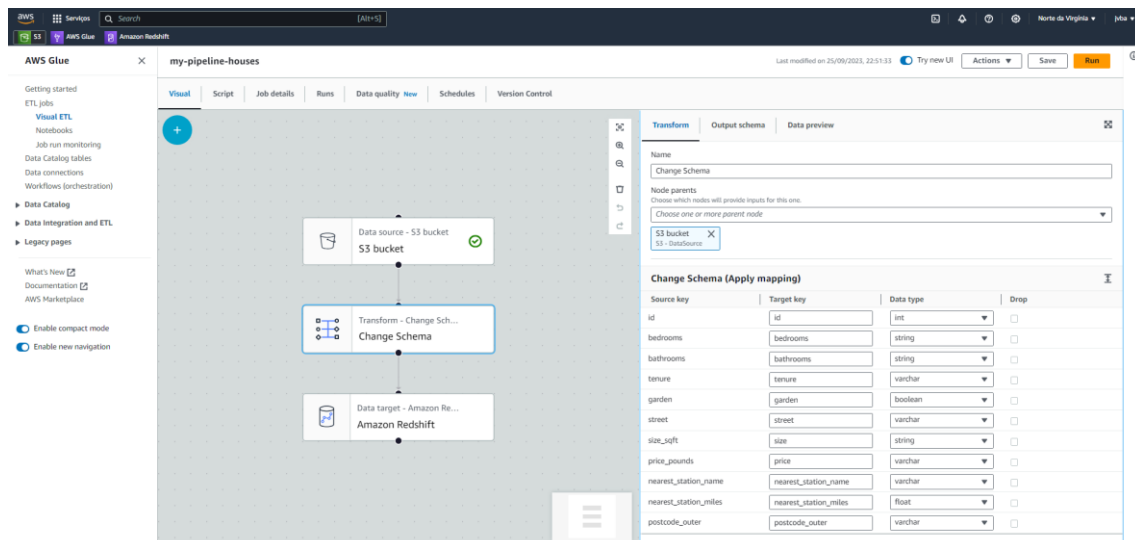 aws Serviços Search [Alt+S] Norte da Virgínia jvba
S3 AWS Glue Amazon Redshift
AWS Glue
Getting started
ETL jobs
Visual ETL
Notebooks
Job run monitoring
Data Catalog tables
Data connections
Workflows (orchestration)
Data Catalog
Data Integration and ETL
Legacy pages
What's New
Documentation
AWS Marketplace
Enable compact mode
Enable new navigation
my-pipeline-houses
Last modified on 25/09/2023, 22:51:33 Try new UI Actions Save Run
Visual Script Job details Runs Data quality New Schedules Version Control
Data source - S3 bucket
S3 bucket
Transform - Change Sch...
Change Schema
Data target - Amazon Re...
Amazon Redshift
Transform Output schema Data preview
Name
Change Schema
Node parents
Choose which nodes will provide inputs for this one.
Choose one or more parent node
S3 bucket
S3 - DataSource
Change Schema (Apply mapping)
Source key Target key Data type Drop
id id int
bedrooms bedrooms string
bathrooms bathrooms string
tenure tenure varchar
garden garden boolean
street street varchar
size_sqft size string
price_pounds price varchar
nearest_station_name nearest_station_name varchar
nearest_station_miles nearest_station_miles float
postcode_outer postcode_outer varchar